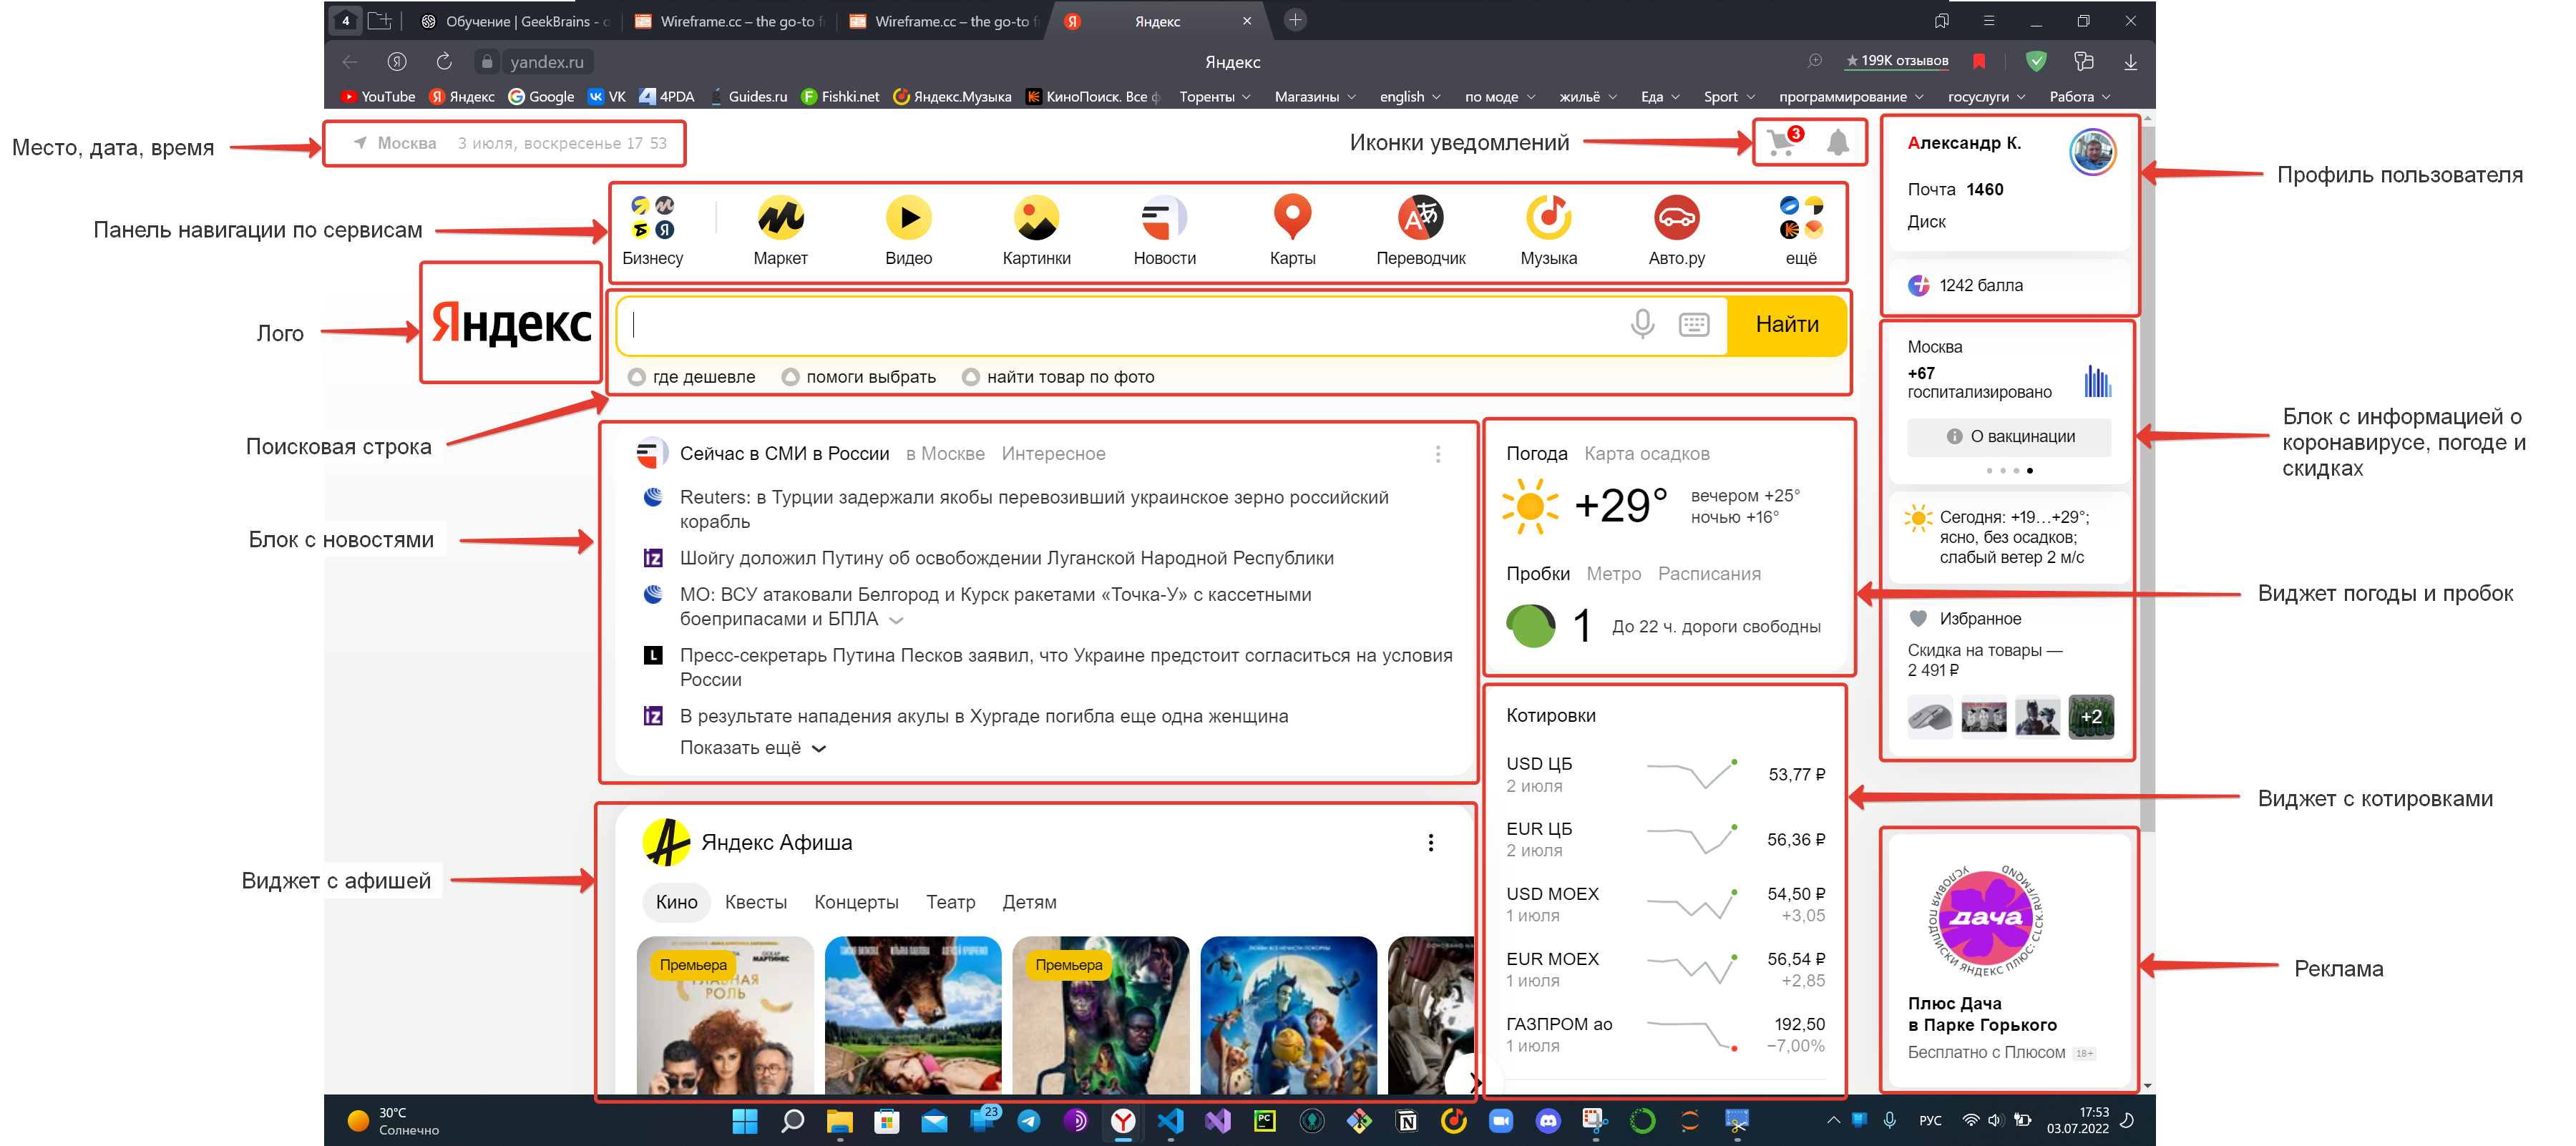 4
Обучение | GeekBrains - о
Wireframe.cc – the go-to f
Wireframe.cc – the go-to f
Яндекс
yandex.ru
Яндекс
★ 199K отзывов
YouTube
Яндекс
Google
VK
4PDA
Guides.ru
Fishki.net
Яндекс.Музыка
КиноПоиск. Все ф
Торенты
Магазины
english
по моде
жильё
Еда
Sport
программирование
госуслуги
Работа
Место, дата, время
Москва
3 июля, воскресенье 17 53
Иконки уведомлений
3
Александр К.
Почта 1460
Диск
1242 балла
Профиль пользователя
Панель навигации по сервисам
Бизнесу
Маркет
Видео
Картинки
Новости
Карты
Переводчик
Музыка
Авто.ру
ещё
Лого
Яндекс
Найти
где дешевле
помоги выбрать
найти товар по фото
Поисковая строка
Москва
+67
госпитализировано
О вакцинации
Сегодня: +19...+29°;
ясно, без осадков;
слабый ветер 2 м/с
Избранное
Скидка на товары —
2 491 ₽
+2
Блок с информацией о
коронавирусе, погоде и
скидках
Блок с новостями
Сейчас в СМИ в России
в Москве
Интересное
Reuters: в Турции задержали якобы перевозивший украинское зерно российский
корабль
Шойгу доложил Путину об освобождении Луганской Народной Республики
МО: ВСУ атаковали Белгород и Курск ракетами «Точка-У» с кассетными
боеприпасами и БПЛА
Пресс-секретарь Путина Песков заявил, что Украине предстоит согласиться на условия
России
В результате нападения акулы в Хургаде погибла еще одна женщина
Показать ещё
Погода
Карта осадков
+29°
вечером +25°
ночью +16°
Пробки
Метро
Расписания
1
До 22 ч. дороги свободны
Виджет погоды и пробок
Котировки
USD ЦБ
2 июля
53,77 ₽
EUR ЦБ
2 июля
56,36 ₽
USD MOEX
1 июля
54,50 ₽
+3,05
EUR MOEX
1 июля
56,54 ₽
+2,85
ГАЗПРОМ ао
1 июля
192,50
−7,00%
Виджет с котировками
Виджет с афишей
Яндекс Афиша
Кино
Квесты
Концерты
Театр
Детям
Премьера
МАРТИНЕС
ГЛАВНАЯ
РОЛЬ
Премьера
УСЛОВИЯ ПОДПИСКИ ЯНДЕКС ПЛЮС: CLCK.RU/FMQND
дача
Плюс Дача
в Парке Горького
Бесплатно с Плюсом 18+
Реклама
30°C
Солнечно
23
РУС
17:53
03.07.2022